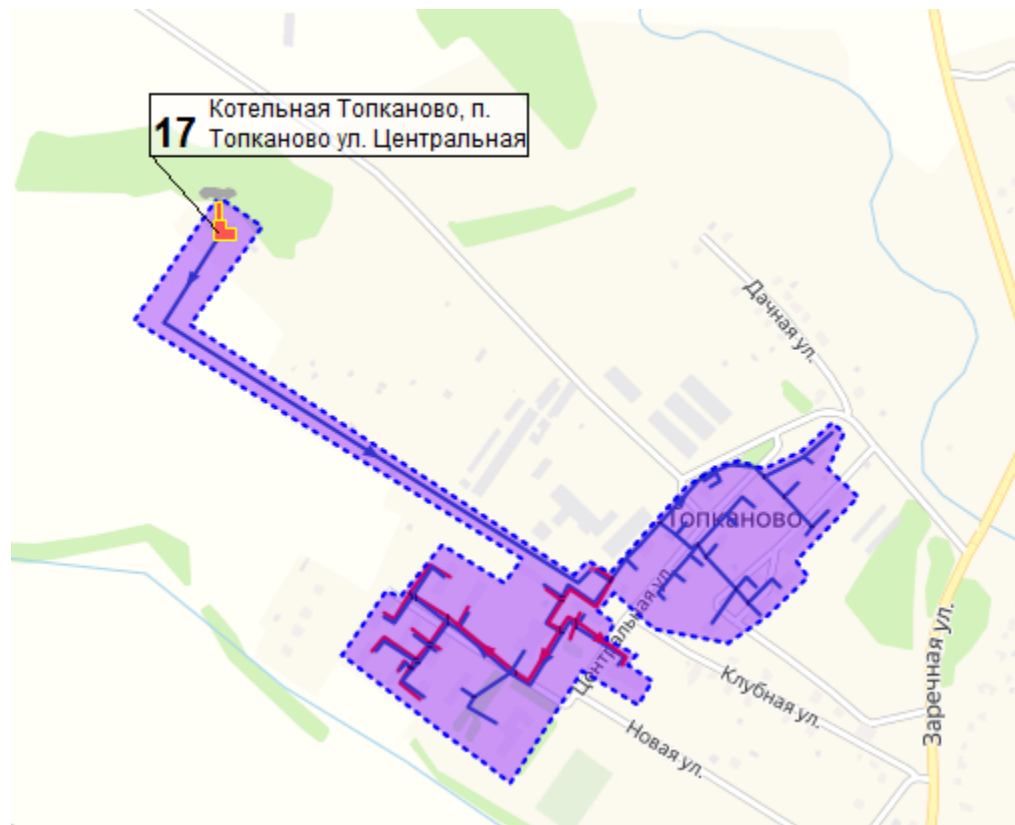 17
Котельная Топканово, п.
Топканово ул. Центральная
Дачная ул.
Топканово
Центральная ул.
Клубная ул.
Заречная ул.
Новая ул.